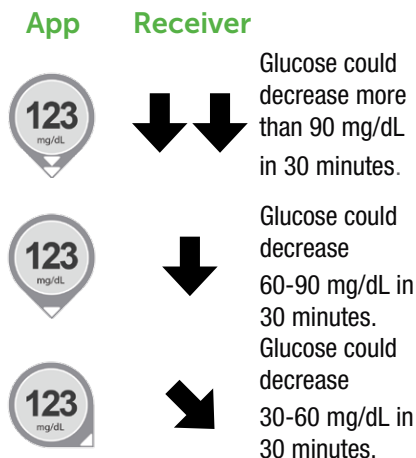 App Receiver
123
mg/dL
Glucose could
decrease more
than 90 mg/dL
in 30 minutes.
123
mg/dL
Glucose could
decrease
60-90 mg/dL in
30 minutes.
123
mg/dL
Glucose could
decrease
30-60 mg/dL in
30 minutes.